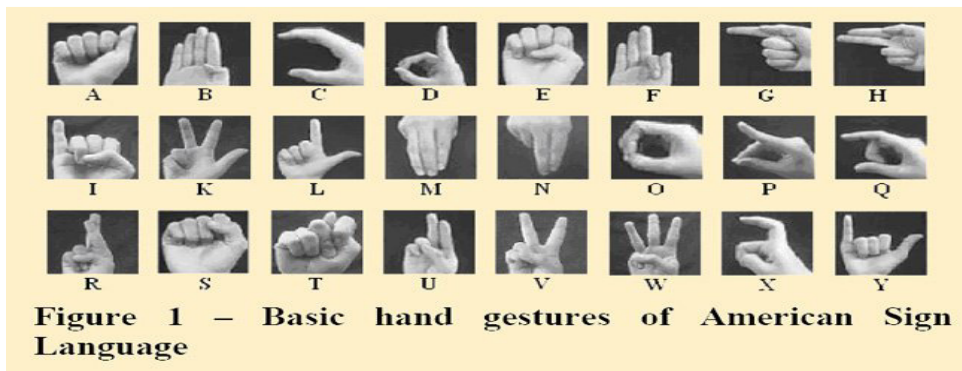 A B C D E F G H
I K L M N O P Q
R S T U V W X Y
Figure 1 – Basic hand gestures of American Sign
Language